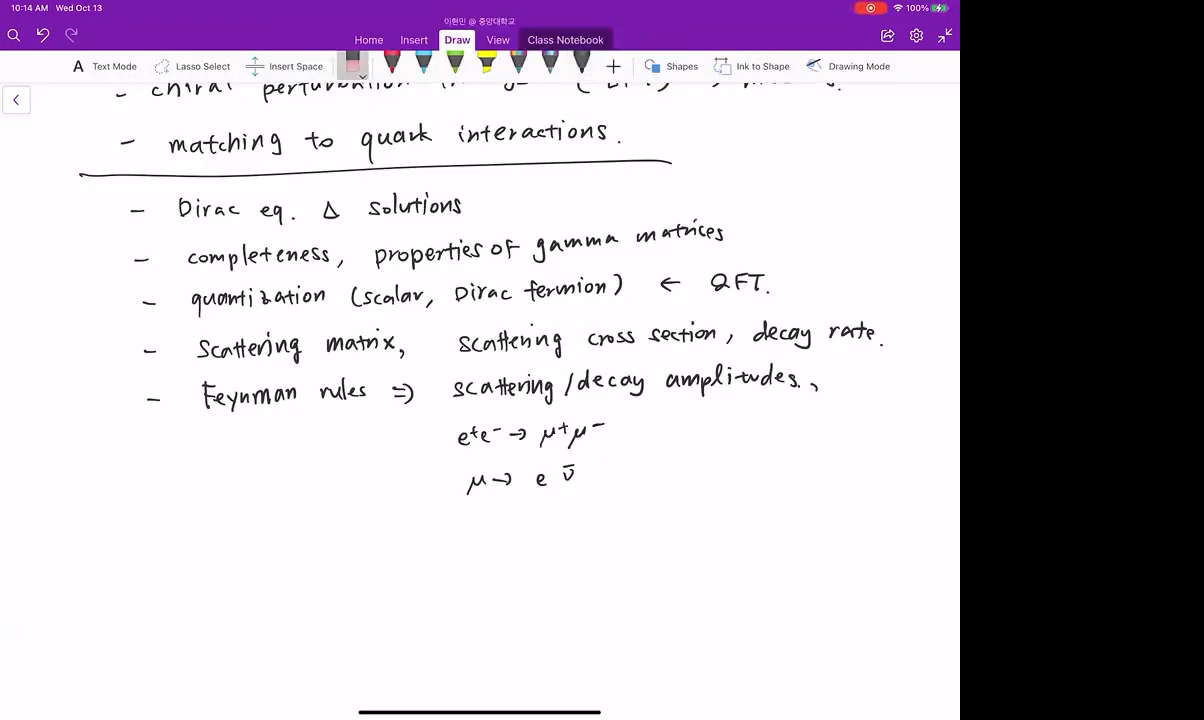 10:14 AM Wed Oct 13
100%
이현민 @ 중앙대학교
Home Insert Draw View Class Notebook
Text Mode Lasso Select Insert Space Shapes Ink to Shape Drawing Mode
- chiral perturbation
- matching to quark interactions.
- Dirac eq. & solutions
- completeness, properties of gamma matrices
- quantization (scalar, Dirac fermion) ← QFT.
- Scattering matrix, scattering cross section, decay rate.
- Feynman rules ⇒ scattering/decay amplitudes,
e⁺e⁻ → μ⁺μ⁻
μ → e ν̄